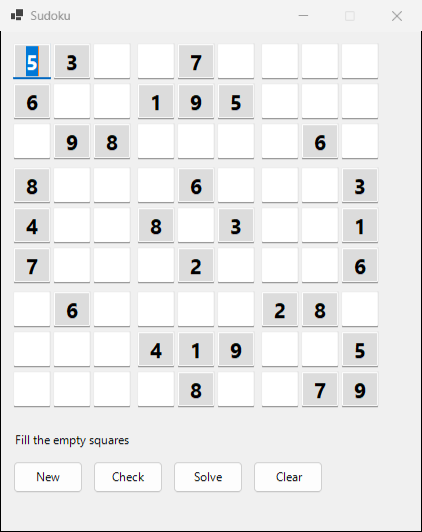 Sudoku
5 3 7
6 1 9 5
9 8 6
8 6 3
4 8 3 1
7 2 6
6 2 8
4 1 9 5
8 7 9
Fill the empty squares
New Check Solve Clear